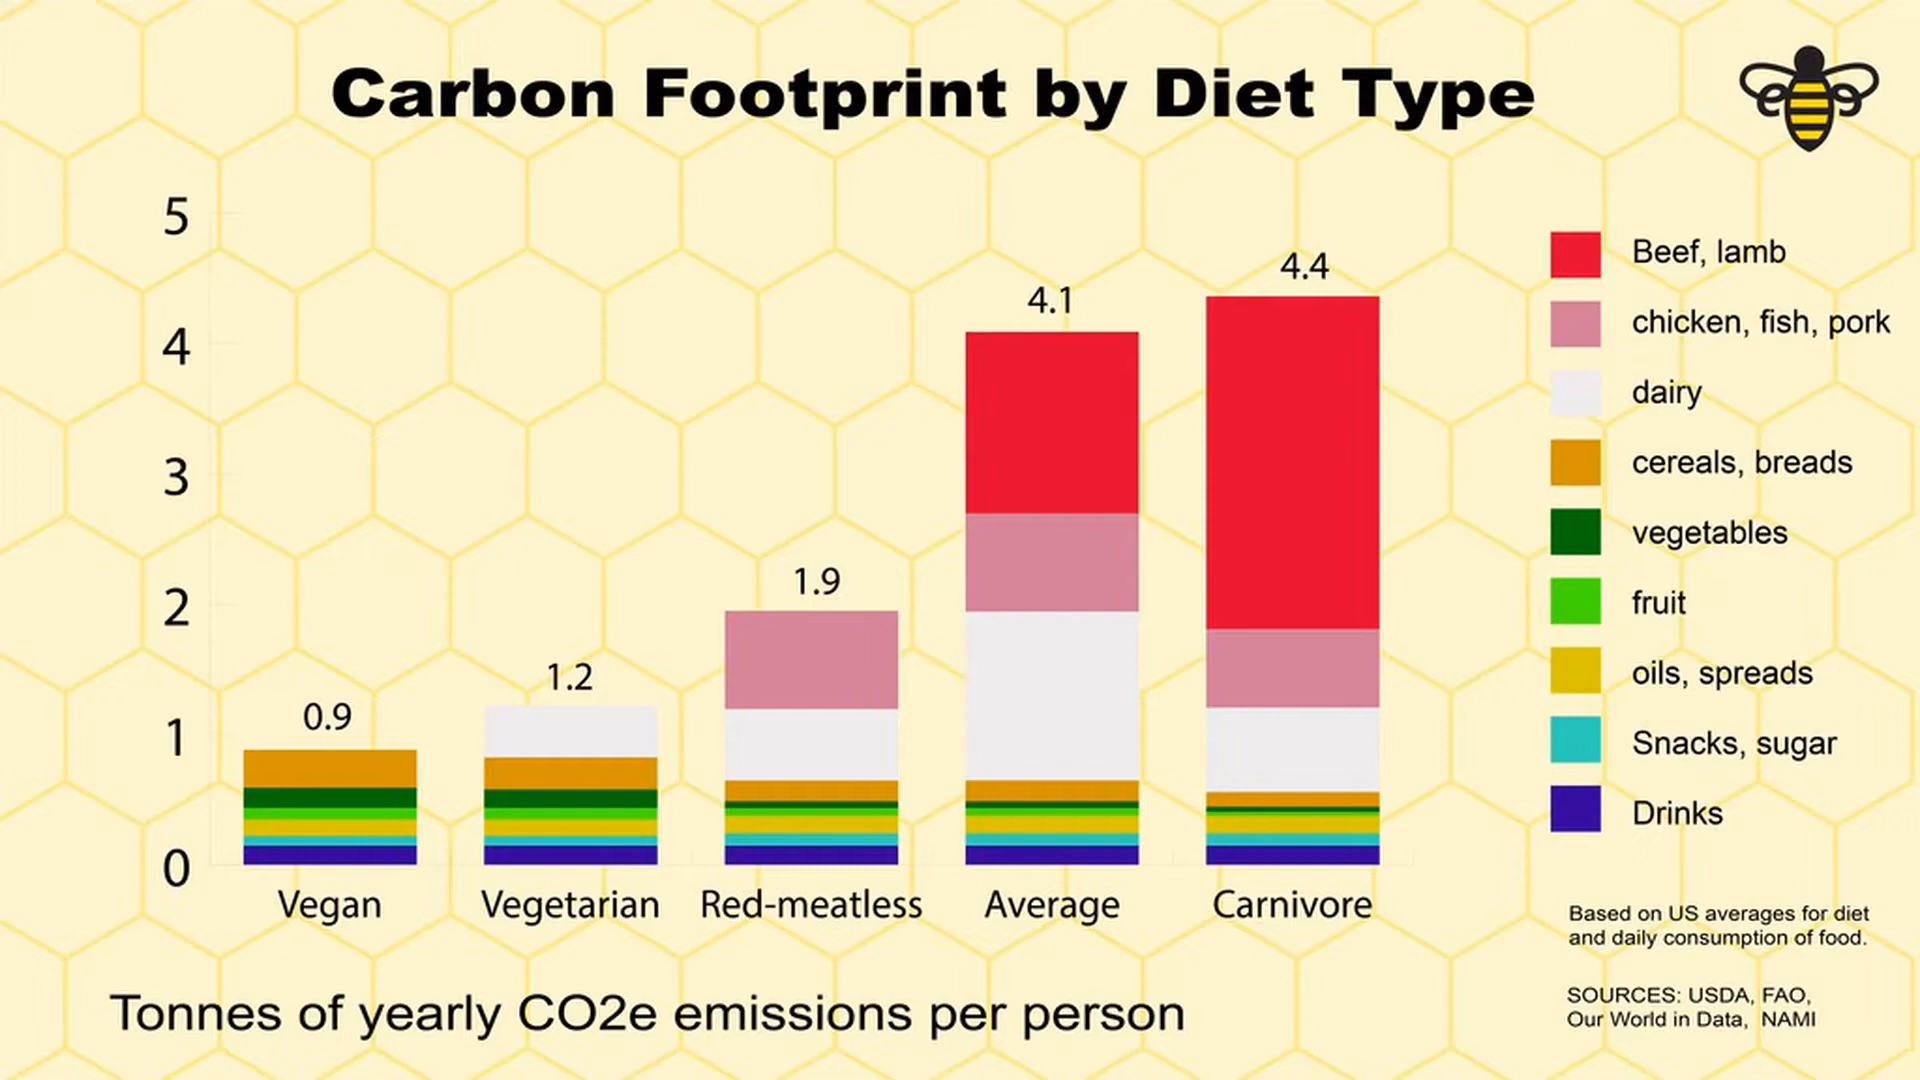 Carbon Footprint by Diet Type
5
4
3
2
1
0
0.9
1.2
1.9
4.1
4.4
Vegan
Vegetarian
Red-meatless
Average
Carnivore
Tonnes of yearly CO2e emissions per person
Beef, lamb
chicken, fish, pork
dairy
cereals, breads
vegetables
fruit
oils, spreads
Snacks, sugar
Drinks
Based on US averages for diet
and daily consumption of food.
SOURCES: USDA, FAO,
Our World in Data, NAMI